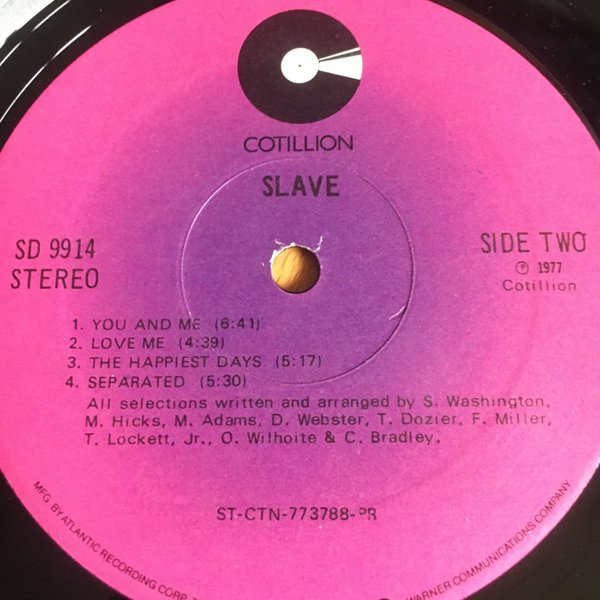 COTILLION
SLAVE
SD 9914
STEREO
SIDE TWO
℗ 1977
Cotillion
1. YOU AND ME (6:41)
2. LOVE ME (4:39)
3. THE HAPPIEST DAYS (5:17)
4. SEPARATED (5:30)
All selections written and arranged by S. Washington,
M. Hicks, M. Adams, D. Webster, T. Dozier, F. Miller,
T. Lockett, Jr., O. Wilhoite & C. Bradley.
ST-CTN-773788-PR
MFG BY ATLANTIC RECORDING CORP.
WARNER COMMUNICATIONS COMPANY